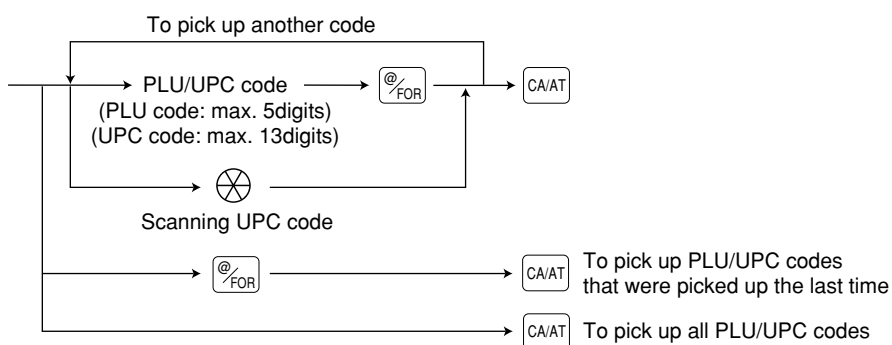 To pick up another code
PLU/UPC code
@/FOR
CA/AT
(PLU code: max. 5digits)
(UPC code: max. 13digits)
Scanning UPC code
@/FOR
CA/AT
To pick up PLU/UPC codes
that were picked up the last time
CA/AT
To pick up all PLU/UPC codes